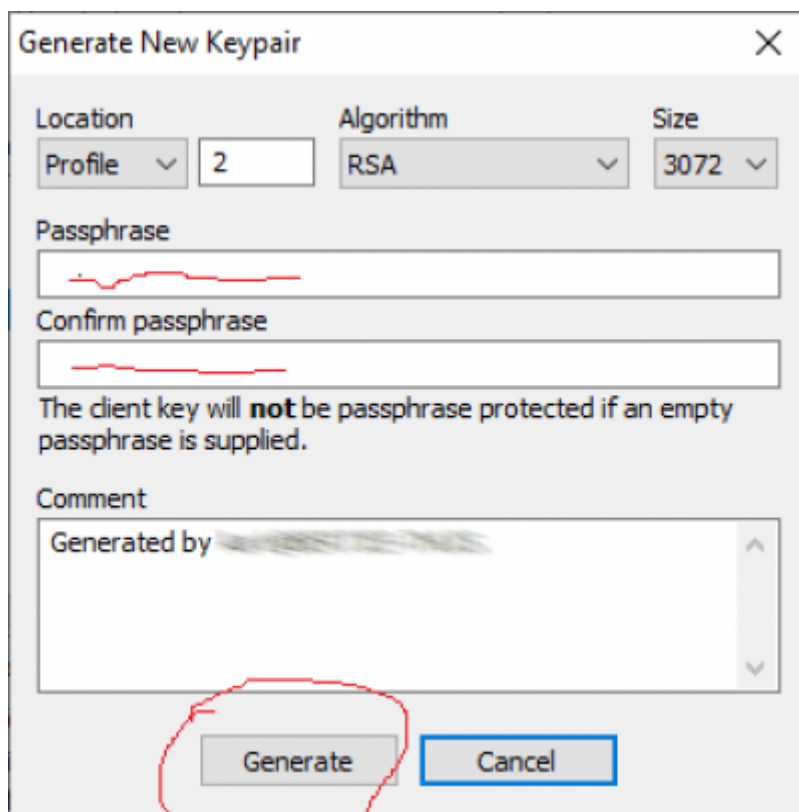 Generate New Keypair
Location Algorithm Size
Profile 2 RSA 3072
Passphrase
Confirm passphrase
The client key will not be passphrase protected if an empty
passphrase is supplied.
Comment
Generated by
Generate Cancel